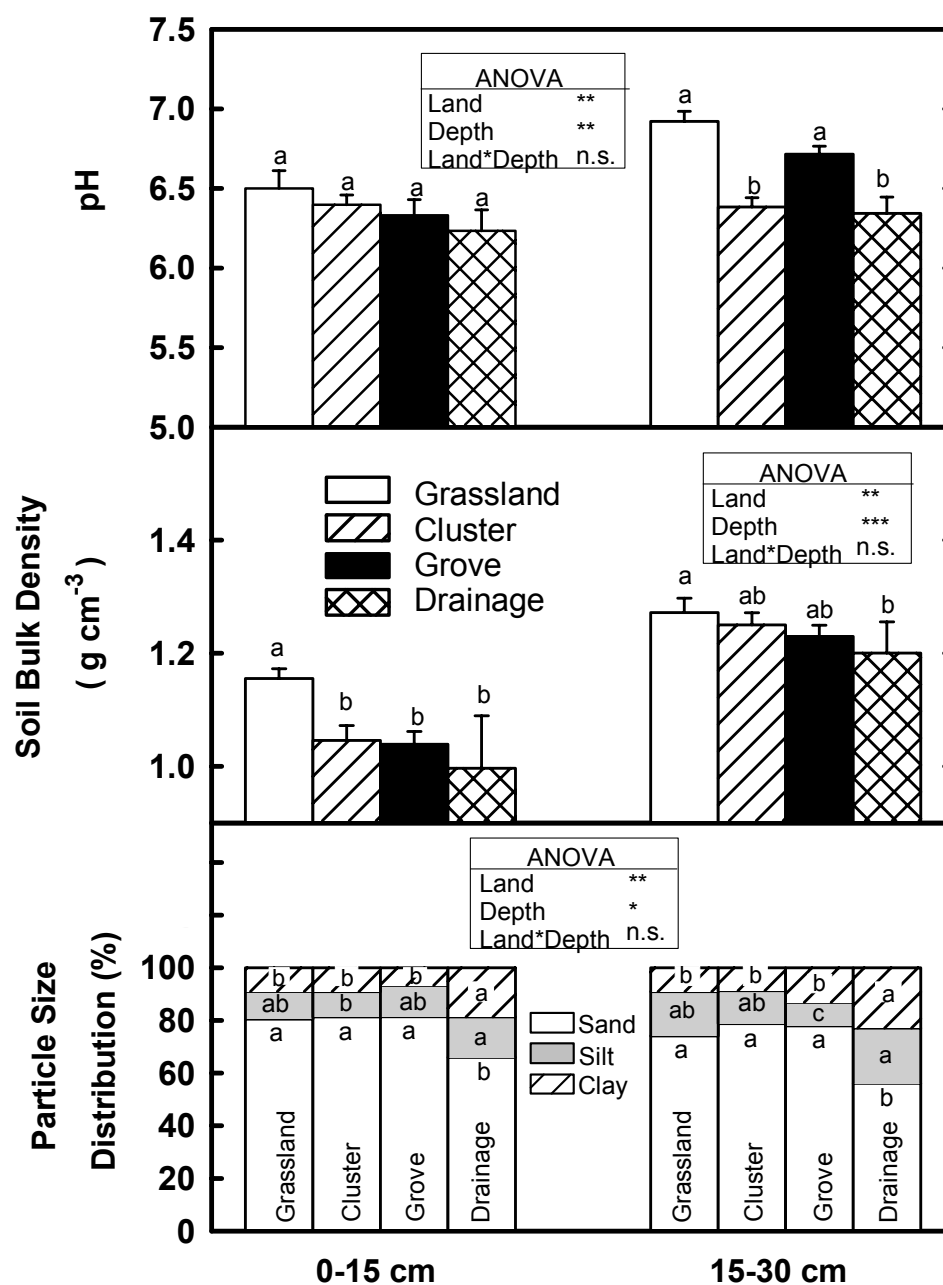 7.5
7.0
6.5
6.0
5.5
5.0
pH
ANOVA
Land **
Depth **
Land*Depth n.s.
a
a
a
a
a
b
a
b
Soil Bulk Density
( g cm-3)
1.4
1.2
1.0
Grassland
Cluster
Grove
Drainage
ANOVA
Land **
Depth ***
Land*Depth n.s.
a
b
b
b
a
ab
ab
b
Particle Size
Distribution (%)
100
80
60
40
20
0
ANOVA
Land **
Depth *
Land*Depth n.s.
b b b a
ab b ab a
a a a b
Grassland
Cluster
Grove
Drainage
Sand
Silt
Clay
b b b a
ab ab c a
a a a b
Grassland
Cluster
Grove
Drainage
0-15 cm
15-30 cm